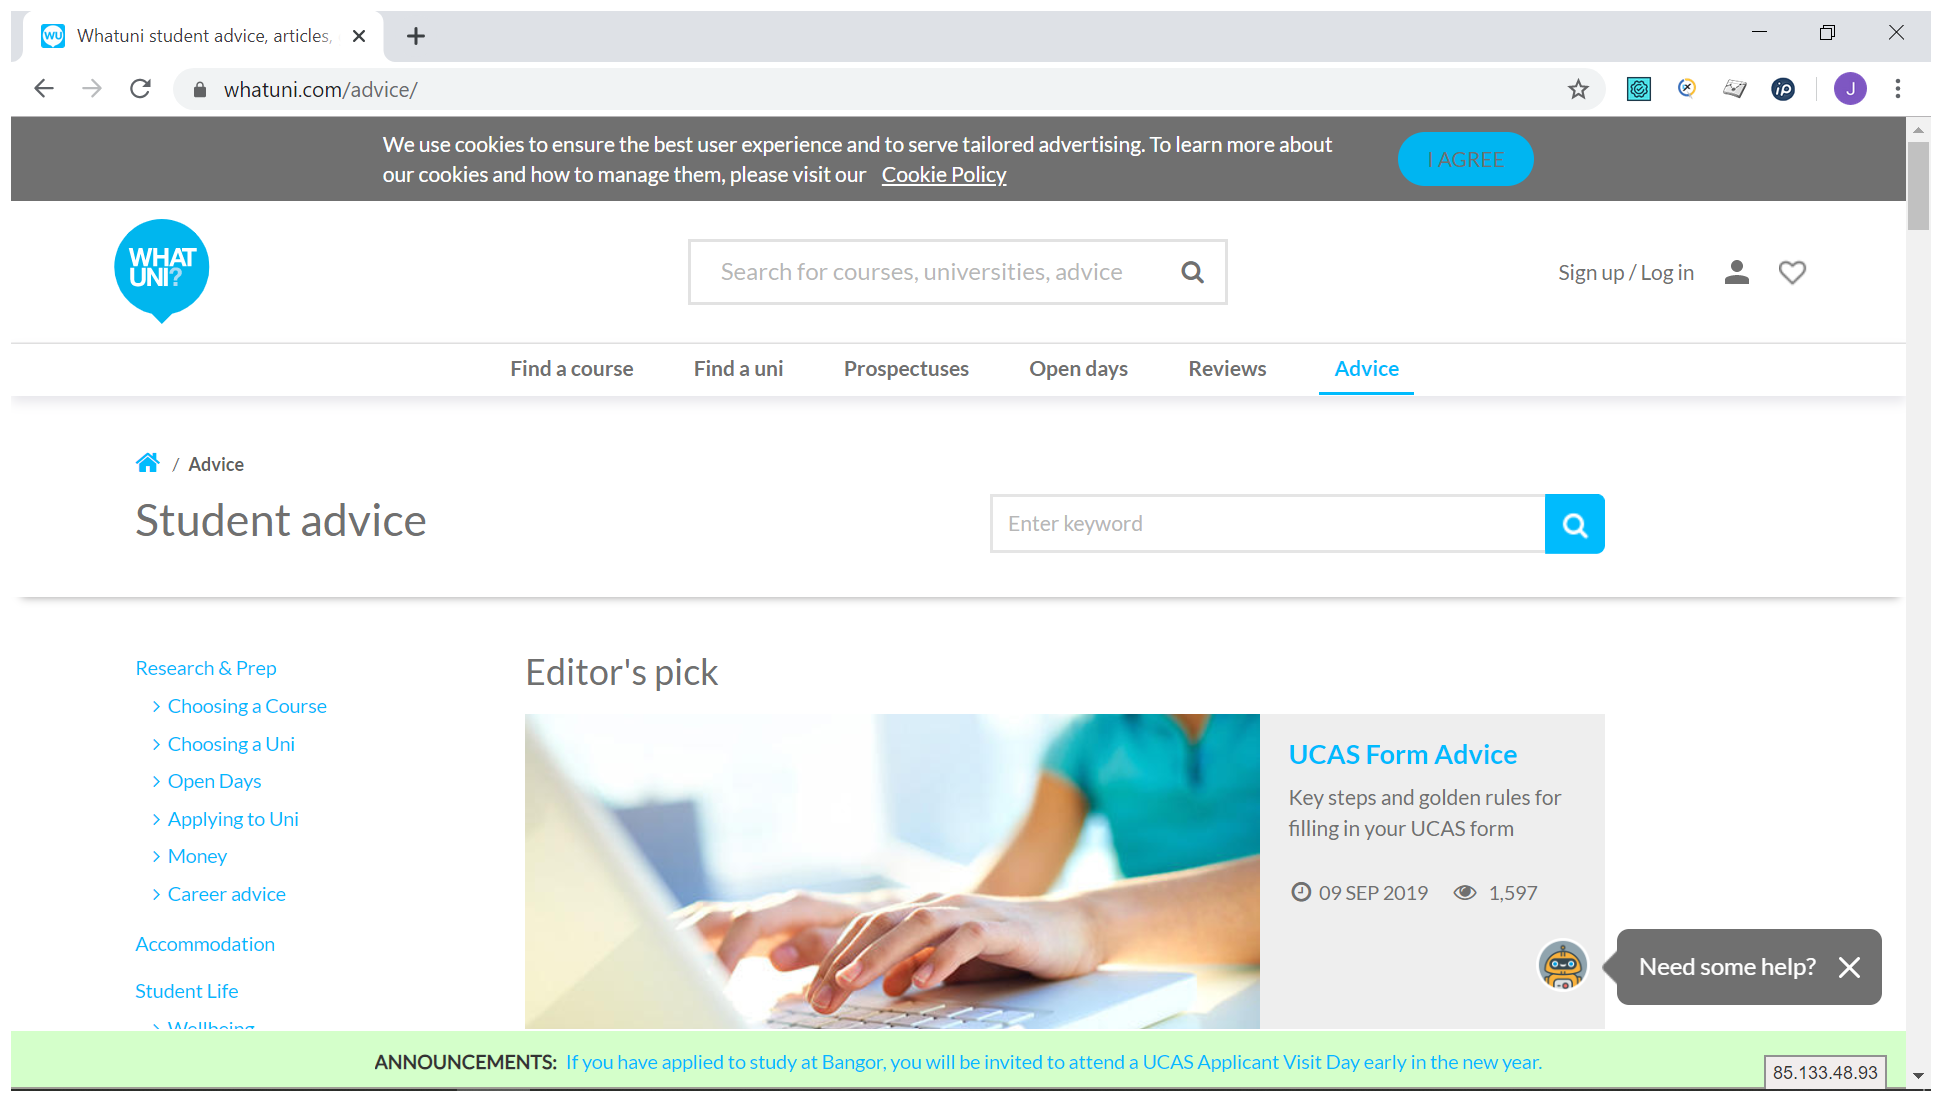 WU Whatuni student advice, articles,
whatuni.com/advice/
iP
J
We use cookies to ensure the best user experience and to serve tailored advertising. To learn more about
our cookies and how to manage them, please visit our Cookie Policy
I AGREE
WHAT
UNI?
Search for courses, universities, advice
Sign up / Log in
Find a course Find a uni Prospectuses Open days Reviews Advice
/ Advice
Student advice
Enter keyword
Research & Prep
Choosing a Course
Choosing a Uni
Open Days
Applying to Uni
Money
Career advice
Accommodation
Student Life
Wellbeing
Editor's pick
UCAS Form Advice
Key steps and golden rules for
filling in your UCAS form
09 SEP 2019 1,597
Need some help?
ANNOUNCEMENTS: If you have applied to study at Bangor, you will be invited to attend a UCAS Applicant Visit Day early in the new year.
85.133.48.93